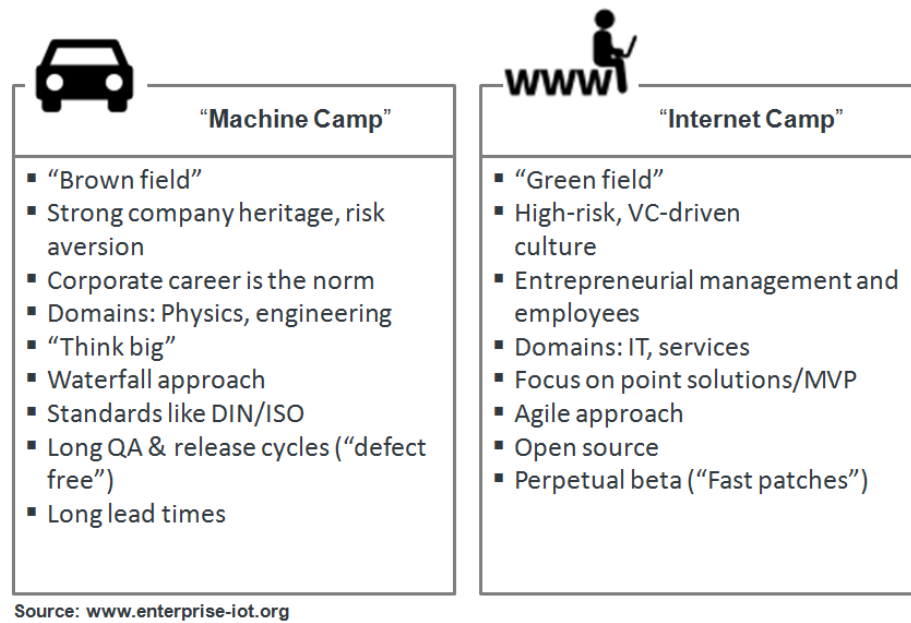 “Machine Camp”
▪ “Brown field”
▪ Strong company heritage, risk
aversion
▪ Corporate career is the norm
▪ Domains: Physics, engineering
▪ “Think big”
▪ Waterfall approach
▪ Standards like DIN/ISO
▪ Long QA & release cycles (“defect
free”)
▪ Long lead times
www
“Internet Camp”
▪ “Green field”
▪ High-risk, VC-driven
culture
▪ Entrepreneurial management and
employees
▪ Domains: IT, services
▪ Focus on point solutions/MVP
▪ Agile approach
▪ Open source
▪ Perpetual beta (“Fast patches”)
Source: www.enterprise-iot.org